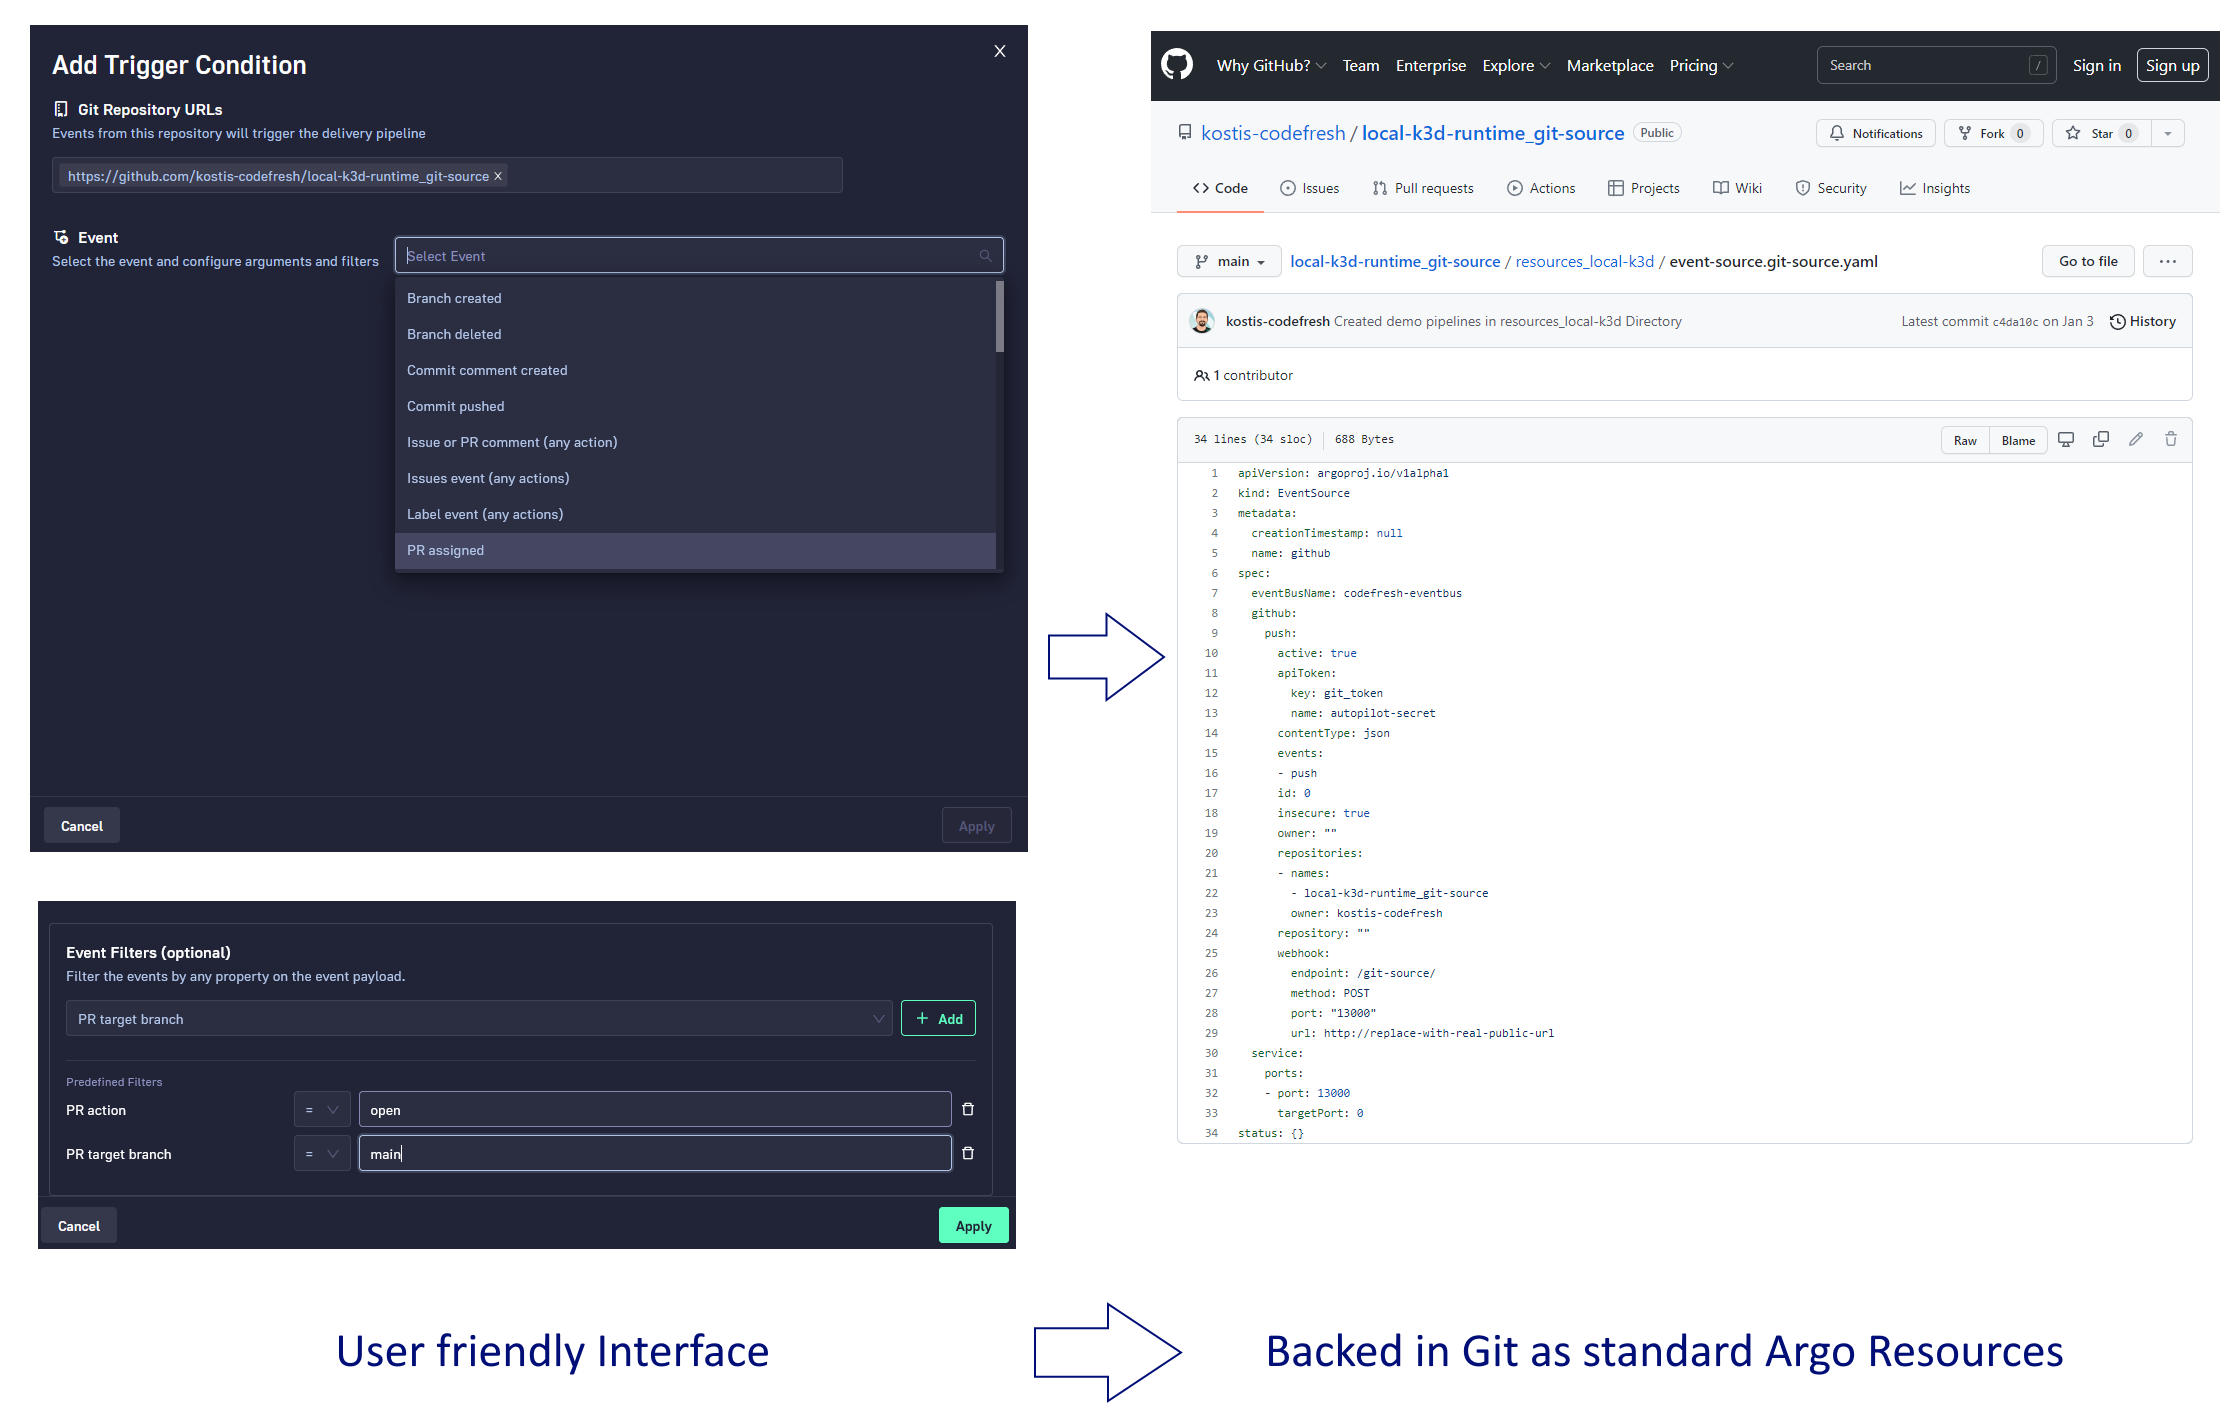 Add Trigger Condition
X
Git Repository URLs
Events from this repository will trigger the delivery pipeline
https://github.com/kostis-codefresh/local-k3d-runtime_git-source x
Event
Select the event and configure arguments and filters
Select Event
Branch created
Branch deleted
Commit comment created
Commit pushed
Issue or PR comment (any action)
Issues event (any actions)
Label event (any actions)
PR assigned
Cancel
Apply
Event Filters (optional)
Filter the events by any property on the event payload.
PR target branch
+ Add
Predefined Filters
PR action = open
PR target branch = main
Cancel
Apply
Why GitHub? Team Enterprise Explore Marketplace Pricing Search / Sign in Sign up
kostis-codefresh / local-k3d-runtime_git-source Public
Notifications Fork 0 Star 0
Code Issues Pull requests Actions Projects Wiki Security Insights
main local-k3d-runtime_git-source / resources_local-k3d / event-source.git-source.yaml Go to file ...
kostis-codefresh Created demo pipelines in resources_local-k3d Directory Latest commit c4da10c on Jan 3 History
1 contributor
34 lines (34 sloc) 688 Bytes Raw Blame
1 apiVersion: argoproj.io/v1alpha1
2 kind: EventSource
3 metadata:
4   creationTimestamp: null
5   name: github
6 spec:
7   eventBusName: codefresh-eventbus
8   github:
9     push:
10       active: true
11       apiToken:
12         key: git_token
13         name: autopilot-secret
14       contentType: json
15       events:
16       - push
17       id: 0
18       insecure: true
19       owner: ""
20       repositories:
21       - names:
22         - local-k3d-runtime_git-source
23         owner: kostis-codefresh
24       repository: ""
25       webhook:
26         endpoint: /git-source/
27         method: POST
28         port: "13000"
29         url: http://replace-with-real-public-url
30   service:
31     ports:
32     - port: 13000
33       targetPort: 0
34 status: {}
User friendly Interface
Backed in Git as standard Argo Resources